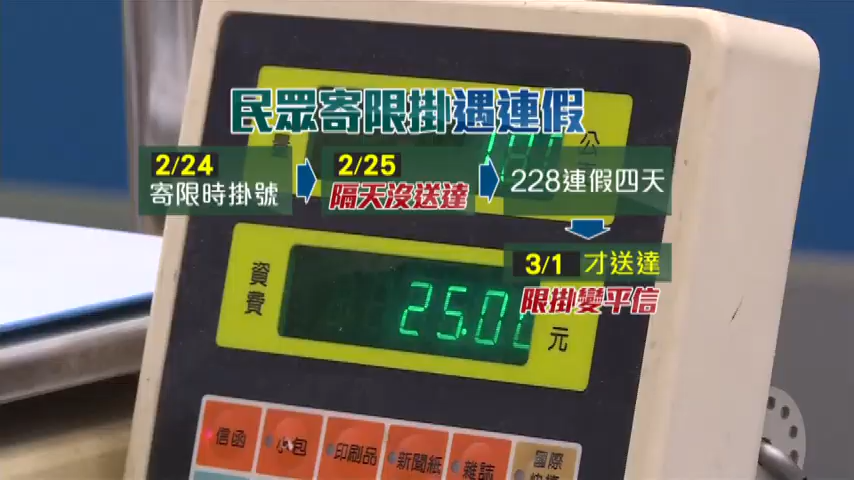 民眾寄限掛遇連假
2/24
寄限時掛號
2/25
隔天沒送達
228連假四天
3/1 才送達
限掛變平信
公
資費
25.0
元
信函
小包
印刷品
新聞紙
雜誌
國際